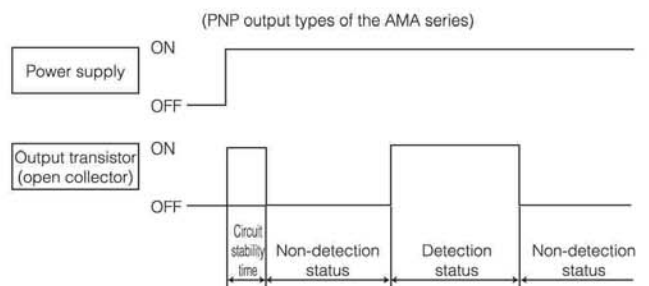 (PNP output types of the AMA series)
Power supply
ON
OFF
Output transistor
(open collector)
ON
OFF
Circuit
stability
time
Non-detection
status
Detection
status
Non-detection
status